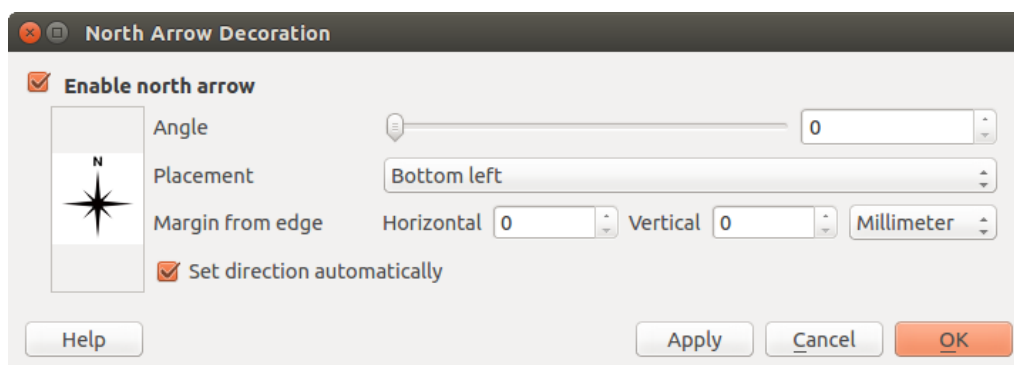 North Arrow Decoration
Enable north arrow
N
Angle 0
Placement Bottom left
Margin from edge Horizontal 0 Vertical 0 Millimeter
Set direction automatically
Help Apply Cancel OK